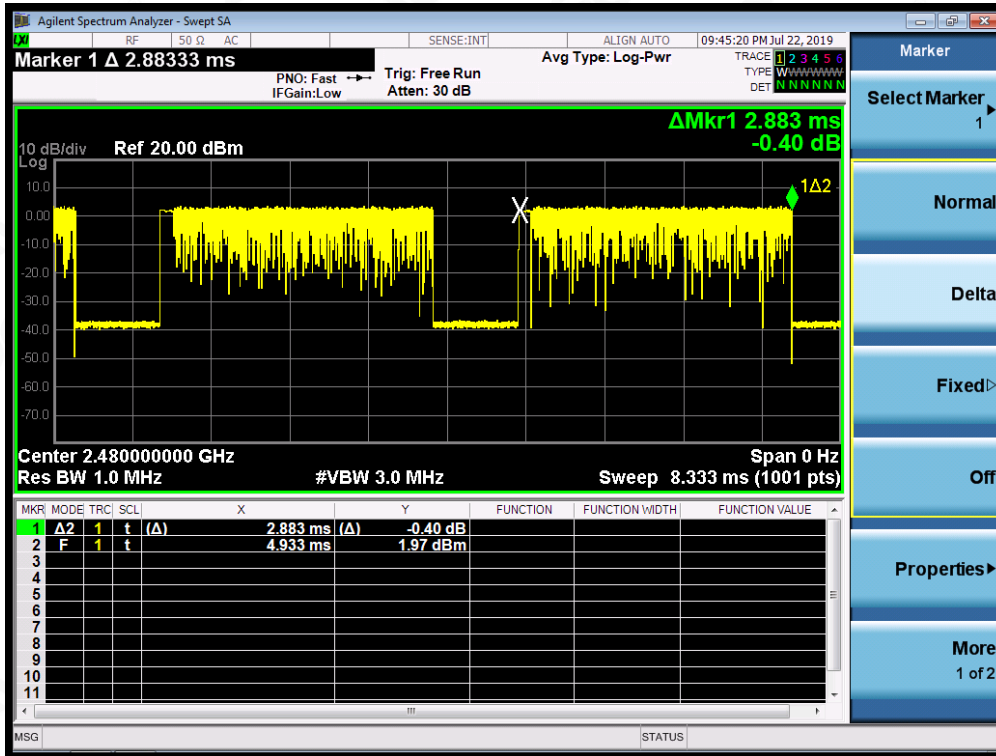 Agilent Spectrum Analyzer - Swept SA
LXI RF 50 Ω AC SENSE:INT ALIGN AUTO 09:45:20 PM Jul 22, 2019
Marker 1 Δ 2.88333 ms
PNO: Fast
IFGain:Low
Trig: Free Run
Atten: 30 dB
Avg Type: Log-Pwr
TRACE 1 2 3 4 5 6
TYPE WWWWWW
DET N N N N N N
ΔMkr1 2.883 ms
-0.40 dB
10 dB/div Ref 20.00 dBm
Log
10.0
0.00
-10.0
-20.0
-30.0
-40.0
-50.0
-60.0
-70.0
X
1Δ2
Center 2.480000000 GHz Span 0 Hz
Res BW 1.0 MHz #VBW 3.0 MHz Sweep 8.333 ms (1001 pts)
MKR MODE TRC SCL X Y FUNCTION FUNCTION WIDTH FUNCTION VALUE
1 Δ2 1 t (Δ) 2.883 ms (Δ) -0.40 dB
2 F 1 t 4.933 ms 1.97 dBm
3
4
5
6
7
8
9
10
11
MSG STATUS
Marker
Select Marker
1
Normal
Delta
Fixed
Off
Properties
More
1 of 2